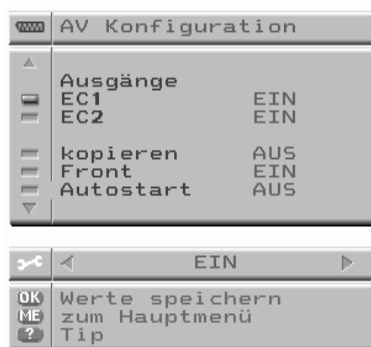 AV Konfiguration
Ausgänge
EC1 EIN
EC2 EIN
kopieren AUS
Front EIN
Autostart AUS
EIN
OK Werte speichern
ME zum Hauptmenü
? Tip